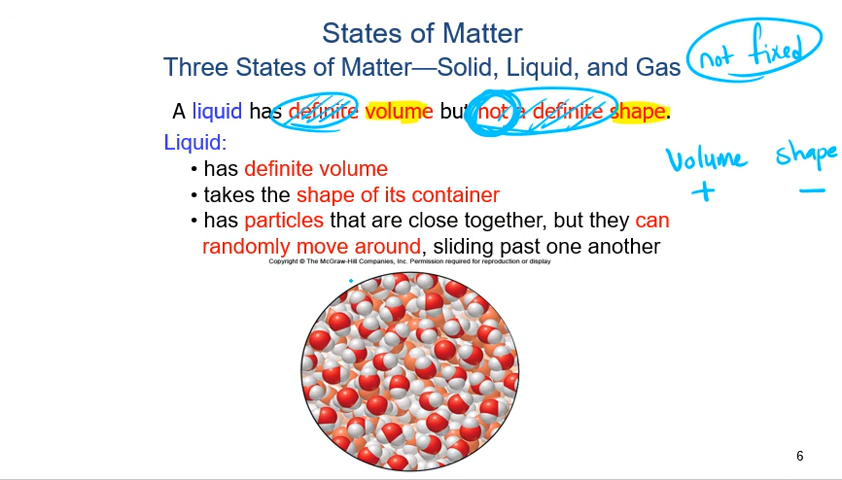 States of Matter
Three States of Matter—Solid, Liquid, and Gas
not fixed
A liquid has definite volume but not a definite shape.
Liquid:
volume shape
+ −
• has definite volume
• takes the shape of its container
• has particles that are close together, but they can
randomly move around, sliding past one another
Copyright © The McGraw-Hill Companies, Inc. Permission required for reproduction or display
6